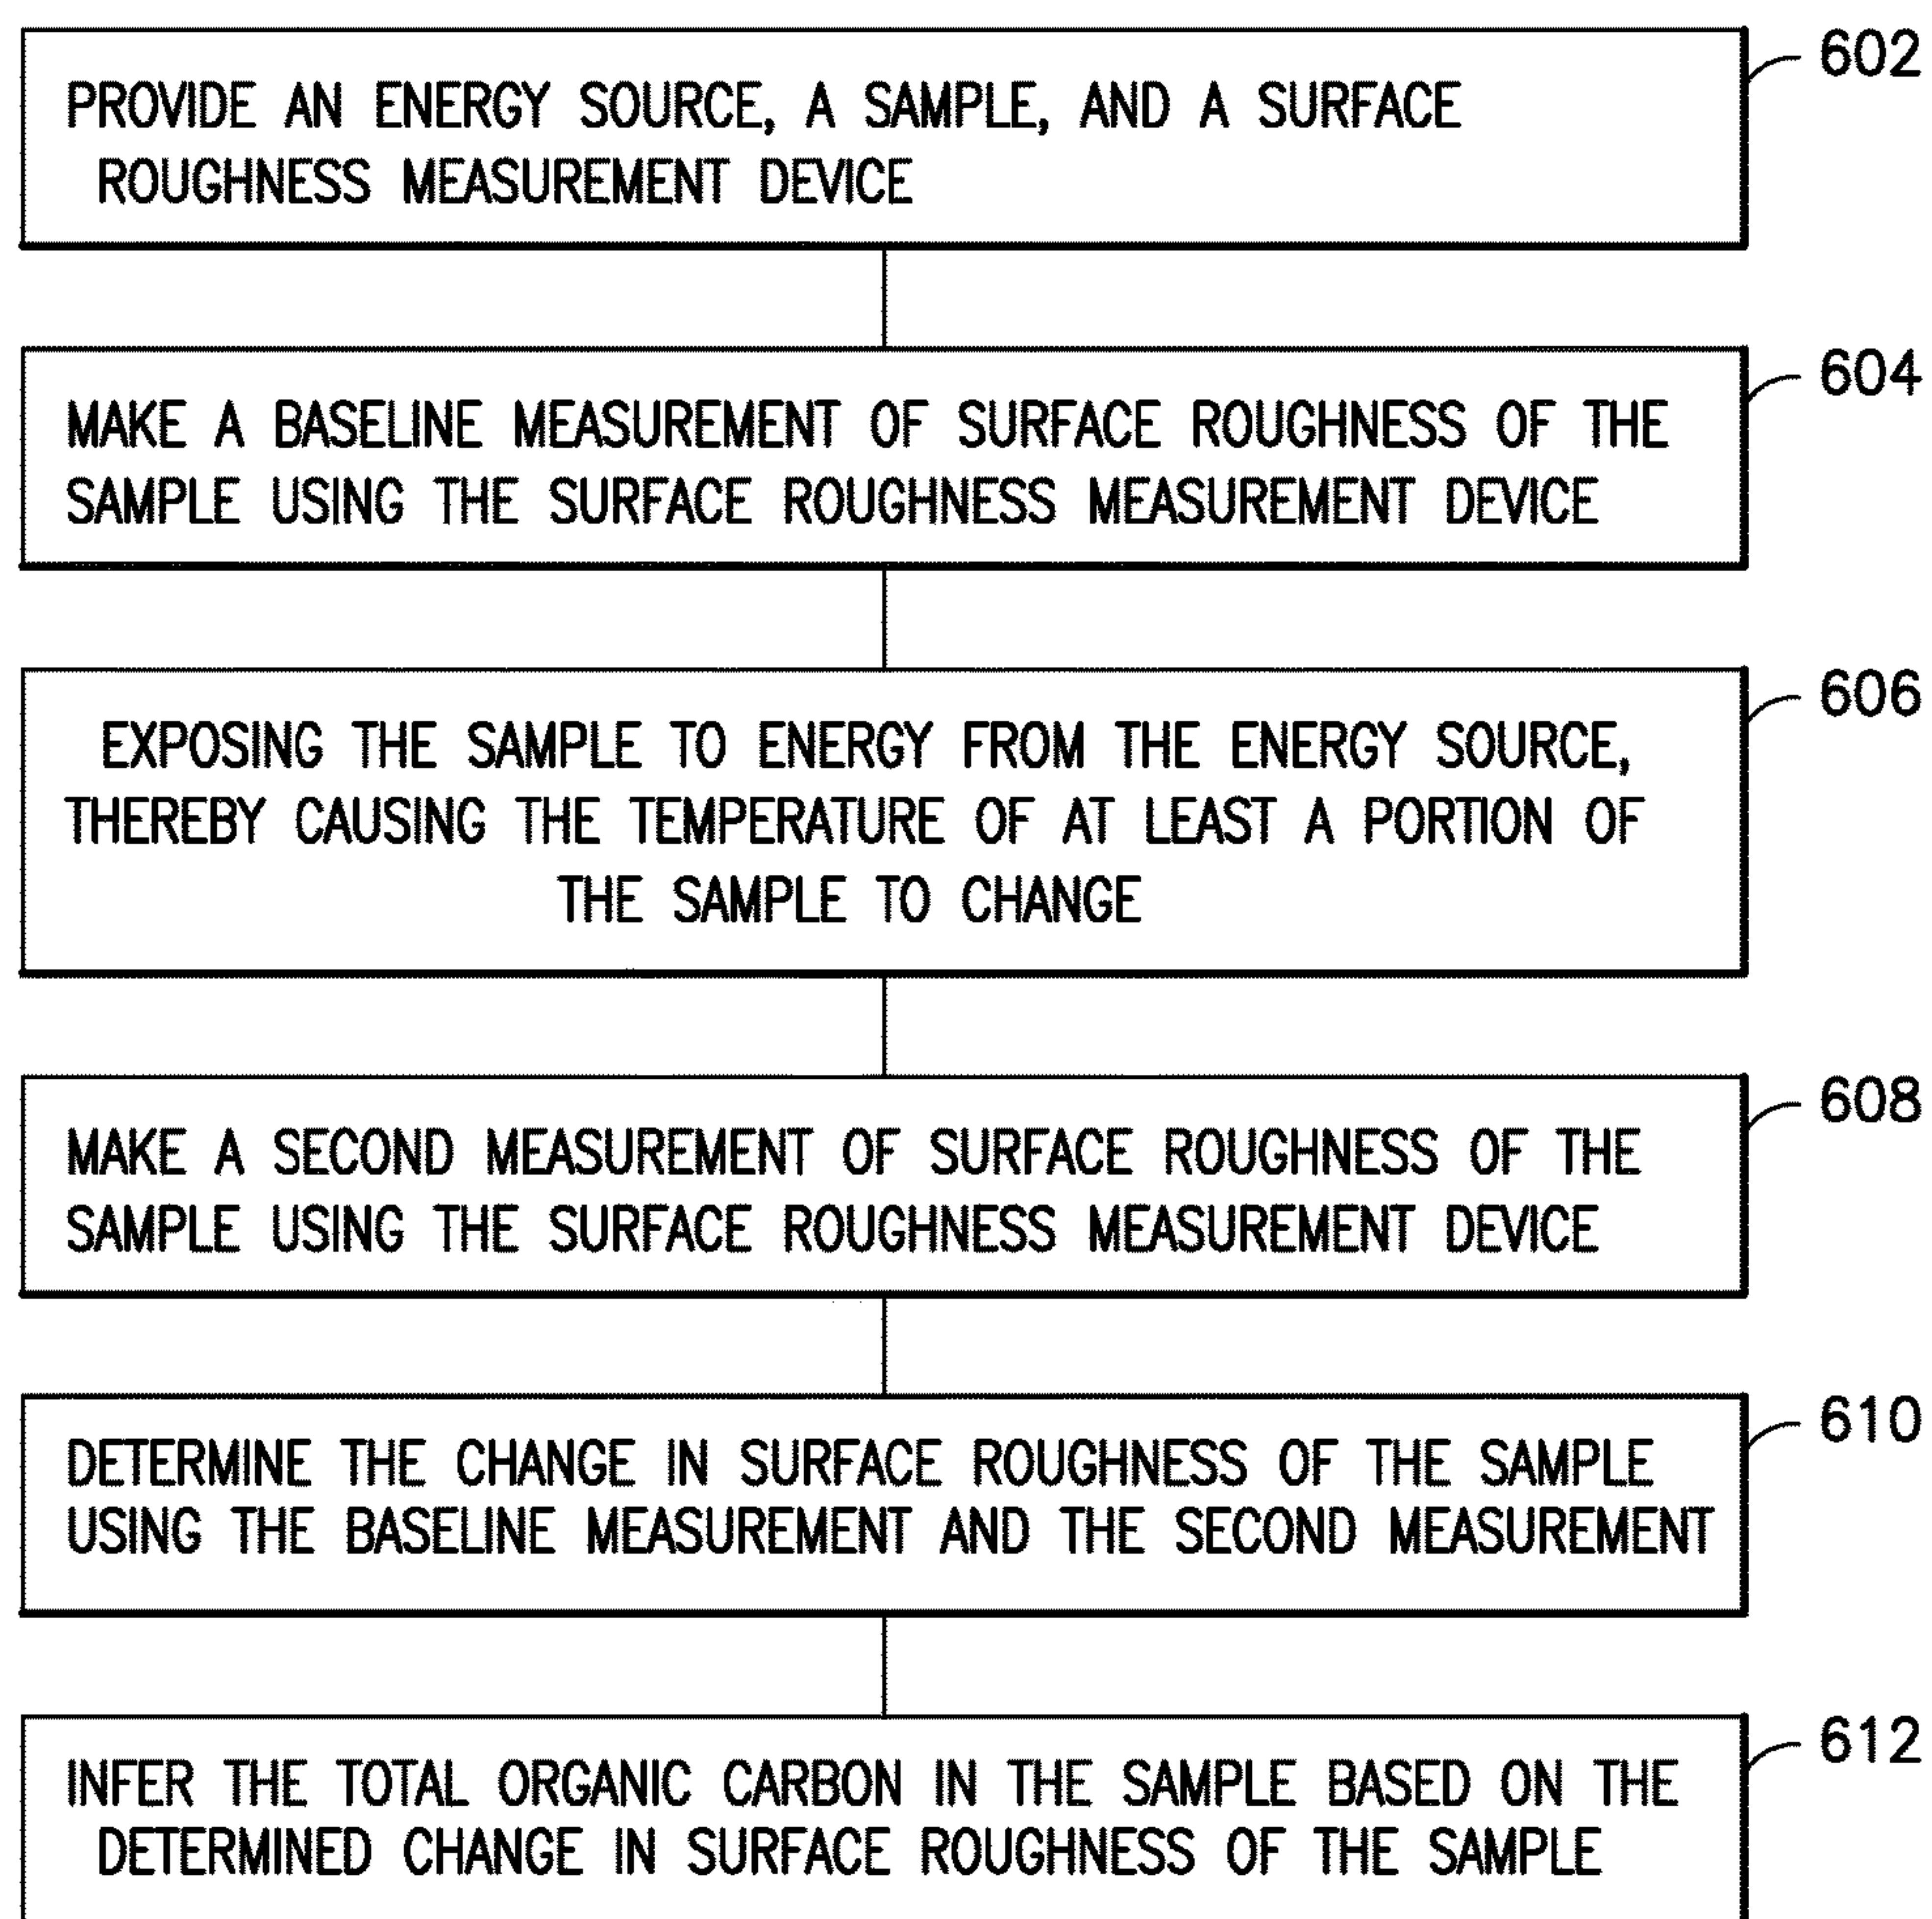 602
PROVIDE AN ENERGY SOURCE, A SAMPLE, AND A SURFACE
ROUGHNESS MEASUREMENT DEVICE
604
MAKE A BASELINE MEASUREMENT OF SURFACE ROUGHNESS OF THE
SAMPLE USING THE SURFACE ROUGHNESS MEASUREMENT DEVICE
606
EXPOSING THE SAMPLE TO ENERGY FROM THE ENERGY SOURCE,
THEREBY CAUSING THE TEMPERATURE OF AT LEAST A PORTION OF
THE SAMPLE TO CHANGE
608
MAKE A SECOND MEASUREMENT OF SURFACE ROUGHNESS OF THE
SAMPLE USING THE SURFACE ROUGHNESS MEASUREMENT DEVICE
610
DETERMINE THE CHANGE IN SURFACE ROUGHNESS OF THE SAMPLE
USING THE BASELINE MEASUREMENT AND THE SECOND MEASUREMENT
612
INFER THE TOTAL ORGANIC CARBON IN THE SAMPLE BASED ON THE
DETERMINED CHANGE IN SURFACE ROUGHNESS OF THE SAMPLE